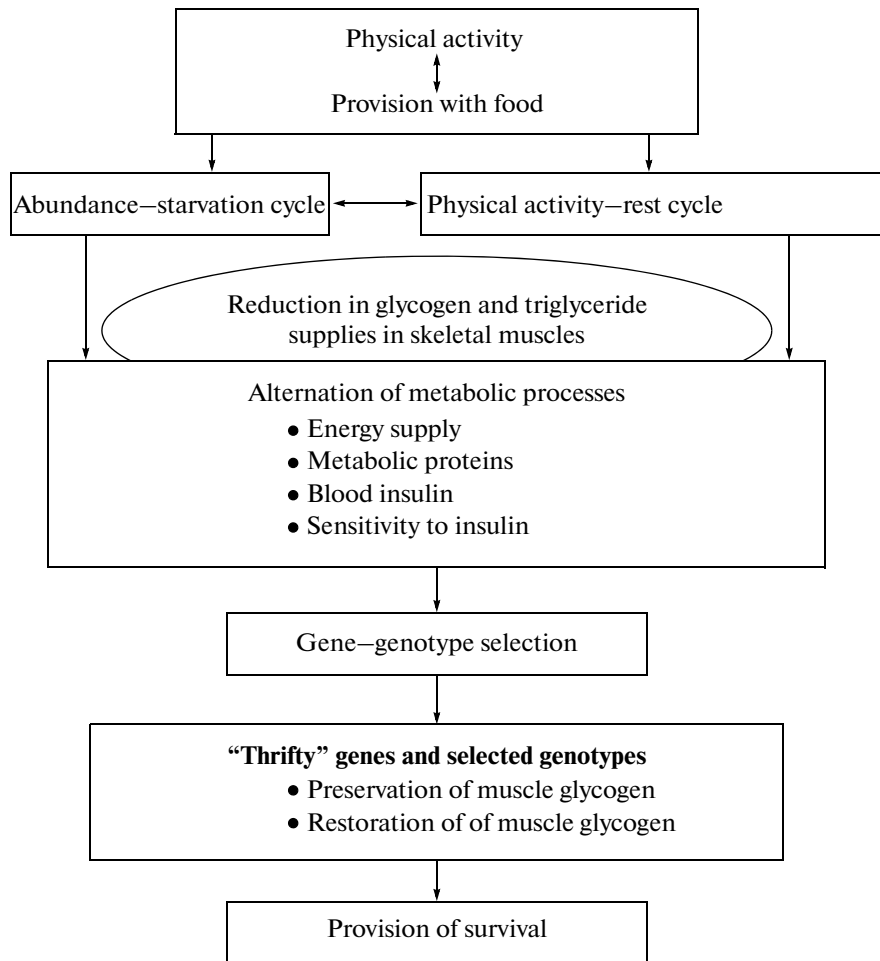 Physical activity
Provision with food
Abundance–starvation cycle
Physical activity–rest cycle
Reduction in glycogen and triglyceride
supplies in skeletal muscles
Alternation of metabolic processes
• Energy supply
• Metabolic proteins
• Blood insulin
• Sensitivity to insulin
Gene–genotype selection
“Thrifty” genes and selected genotypes
• Preservation of muscle glycogen
• Restoration of of muscle glycogen
Provision of survival